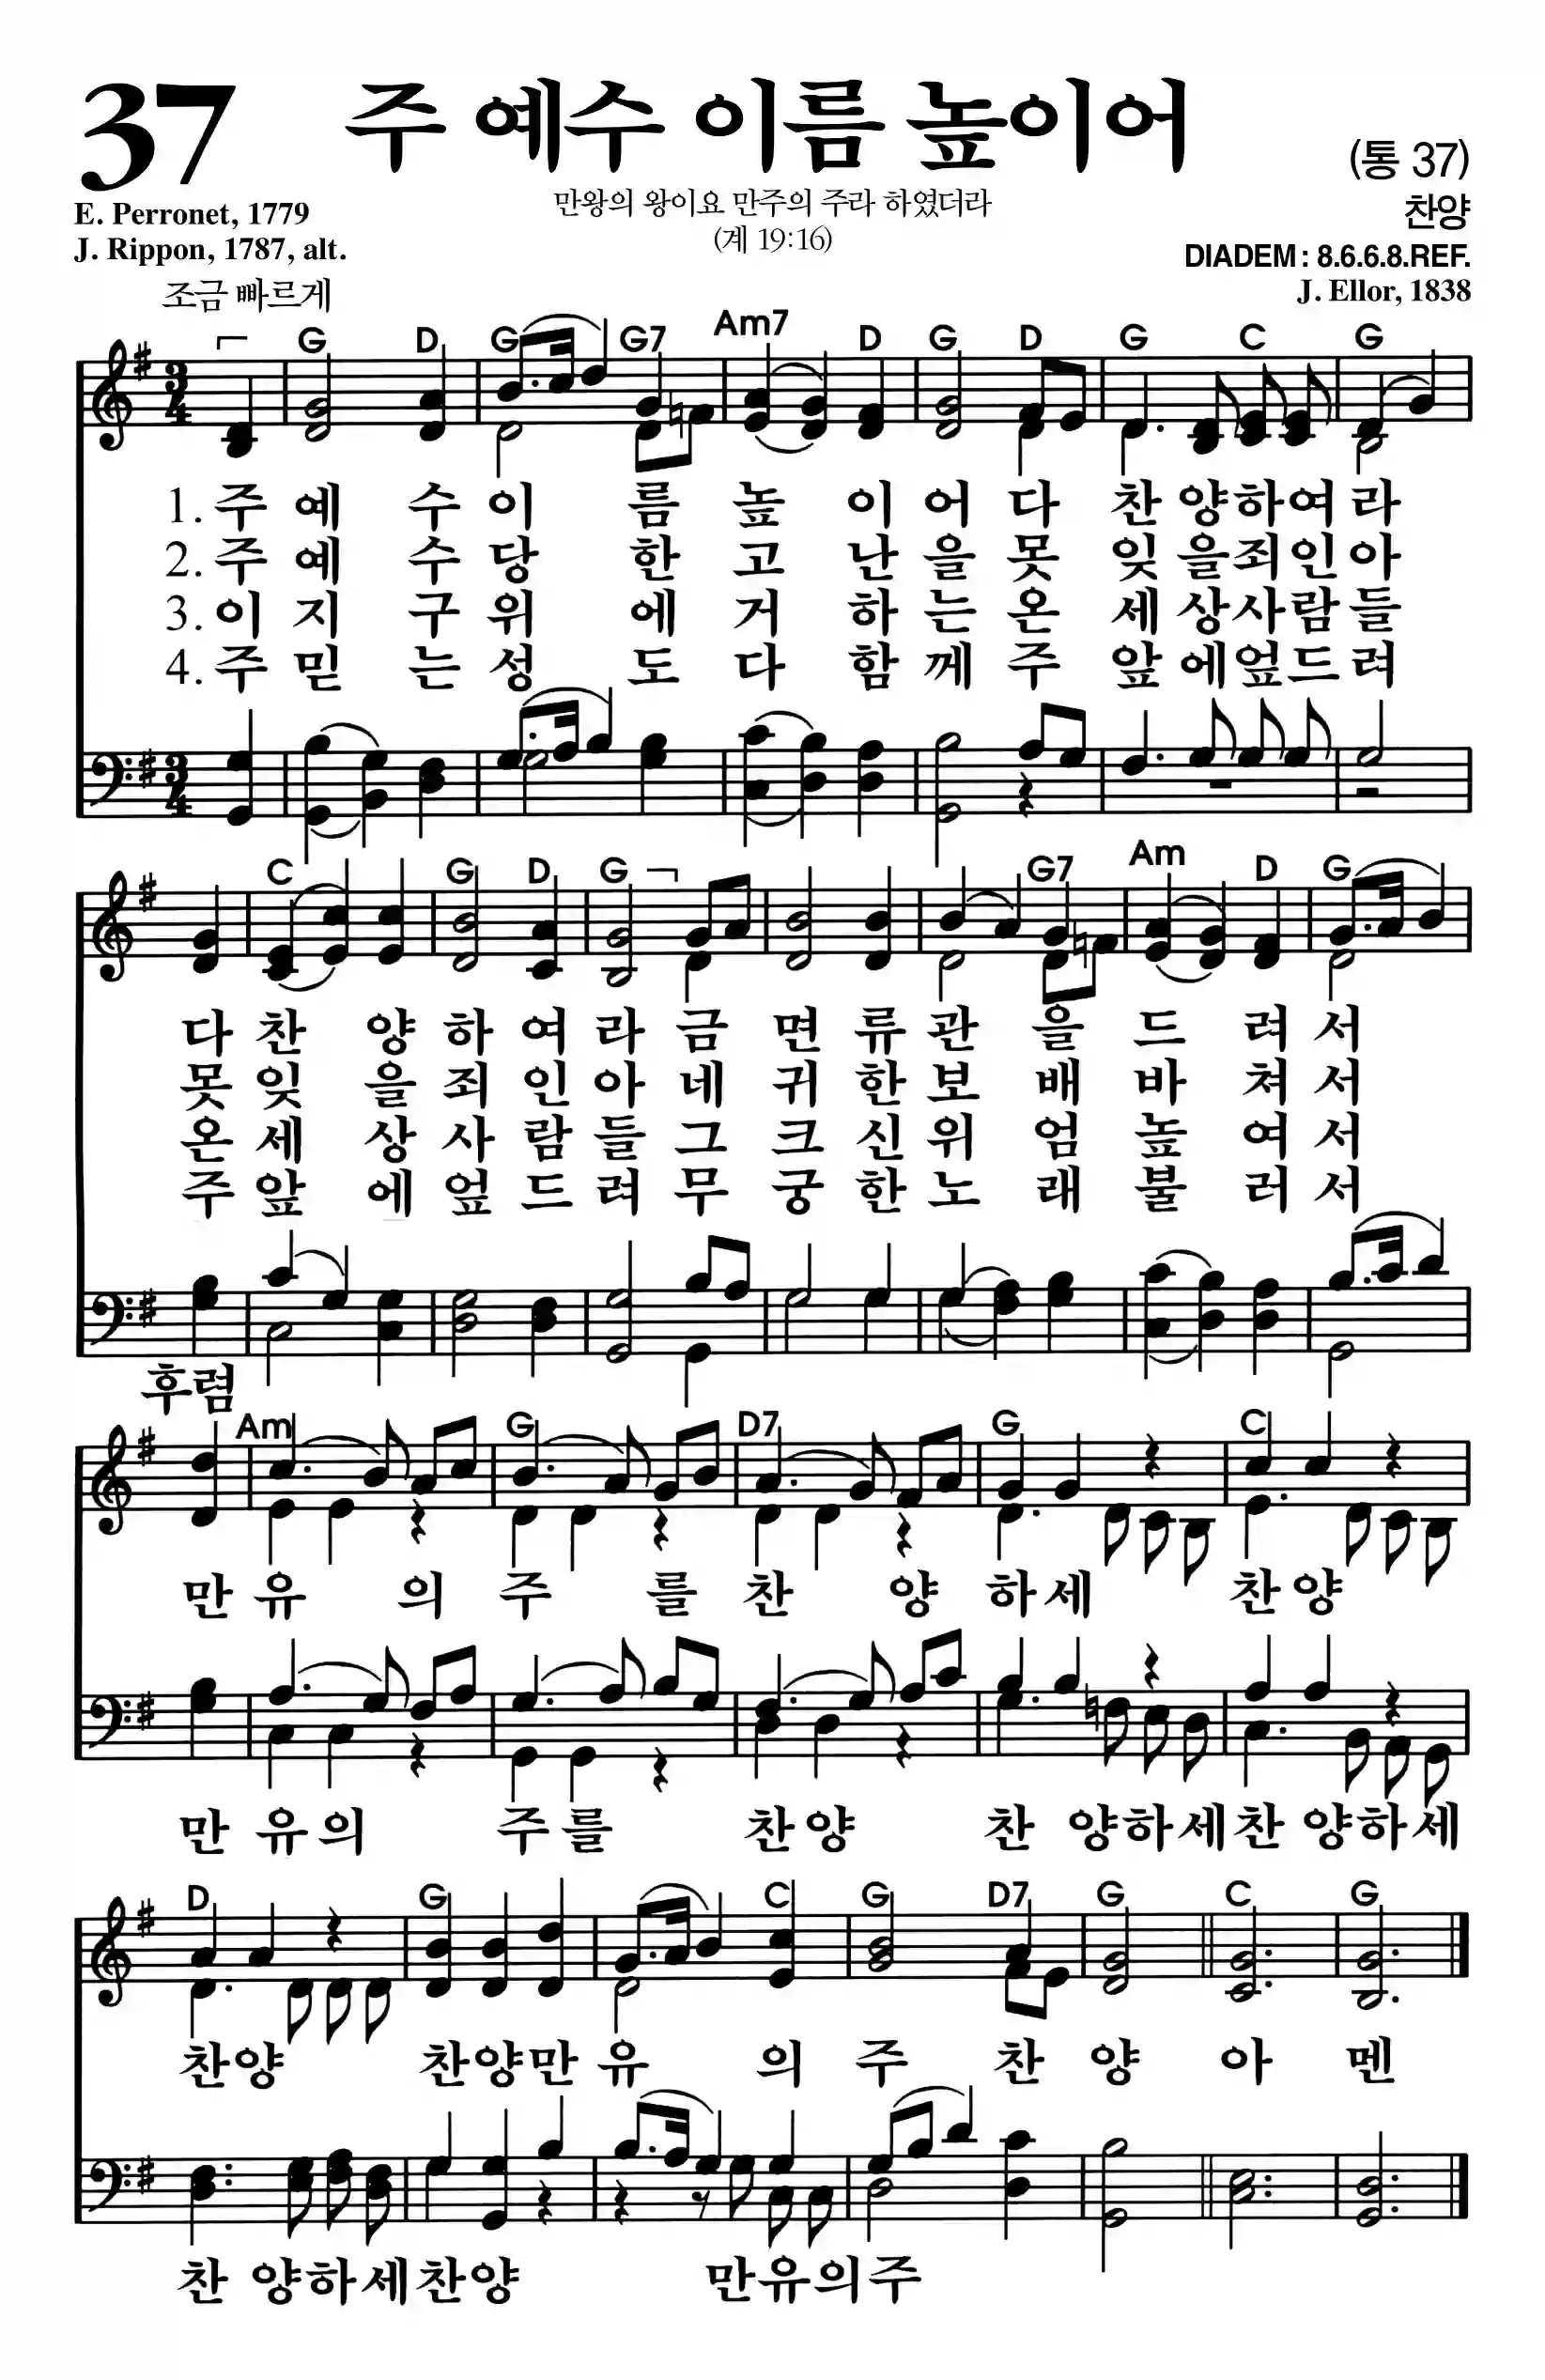 37 주 예수 이름 높이어 (통 37)
E. Perronet, 1779 만왕의 왕이요 만주의 주라 하였더라 찬양
J. Rippon, 1787, alt. (계 19:16) DIADEM : 8.6.6.8.REF.
조금 빠르게 J. Ellor, 1838
G D G G7 Am7 D G D G C G
1. 주 예 수 이 름 높 이 어 다 찬 양 하 여 라
2. 주 예 수 당 한 고 난 을 못 잊 을 죄 인 아
3. 이 지 구 위 에 거 하 는 온 세 상 사 람 들
4. 주 믿 는 성 도 다 함 께 주 앞 에 엎 드 려
C G D G G7 Am D G
다 찬 양 하 여 라 금 면 류 관 을 드 려 서
못 잊 을 죄 인 아 네 귀 한 보 배 바 쳐 서
온 세 상 사 람 들 그 크 신 위 엄 높 여 서
주 앞 에 엎 드 려 무 궁 한 노 래 불 러 서
후렴
Am G D7 G C
만 유 의 주 를 찬 양 하 세 찬 양
만 유 의 주 를 찬 양 찬 양 하 세 찬 양 하 세
D G C G D7 G C G
찬 양 찬 양 만 유 의 주 찬 양 아 멘
찬 양 하 세 찬 양 만 유 의 주